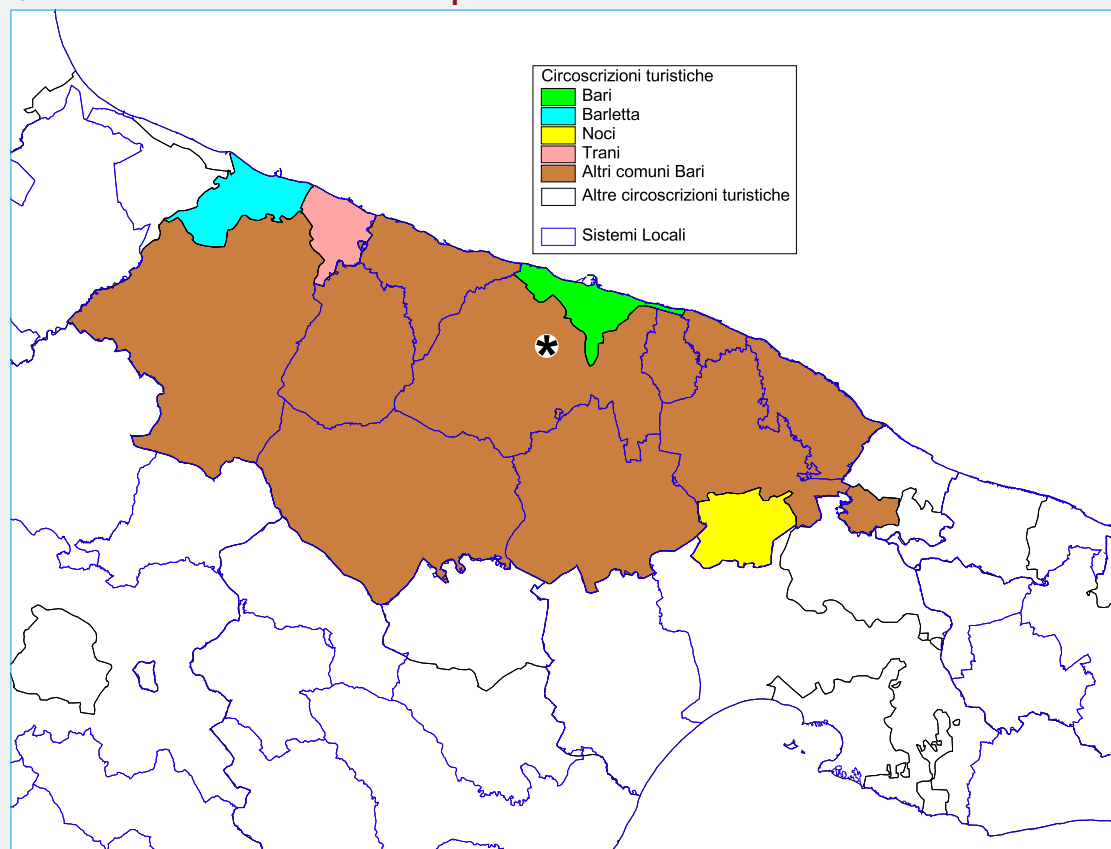 Circoscrizioni turistiche
Bari
Barletta
Noci
Trani
Altri comuni Bari
Altre circoscrizioni turistiche
Sistemi Locali